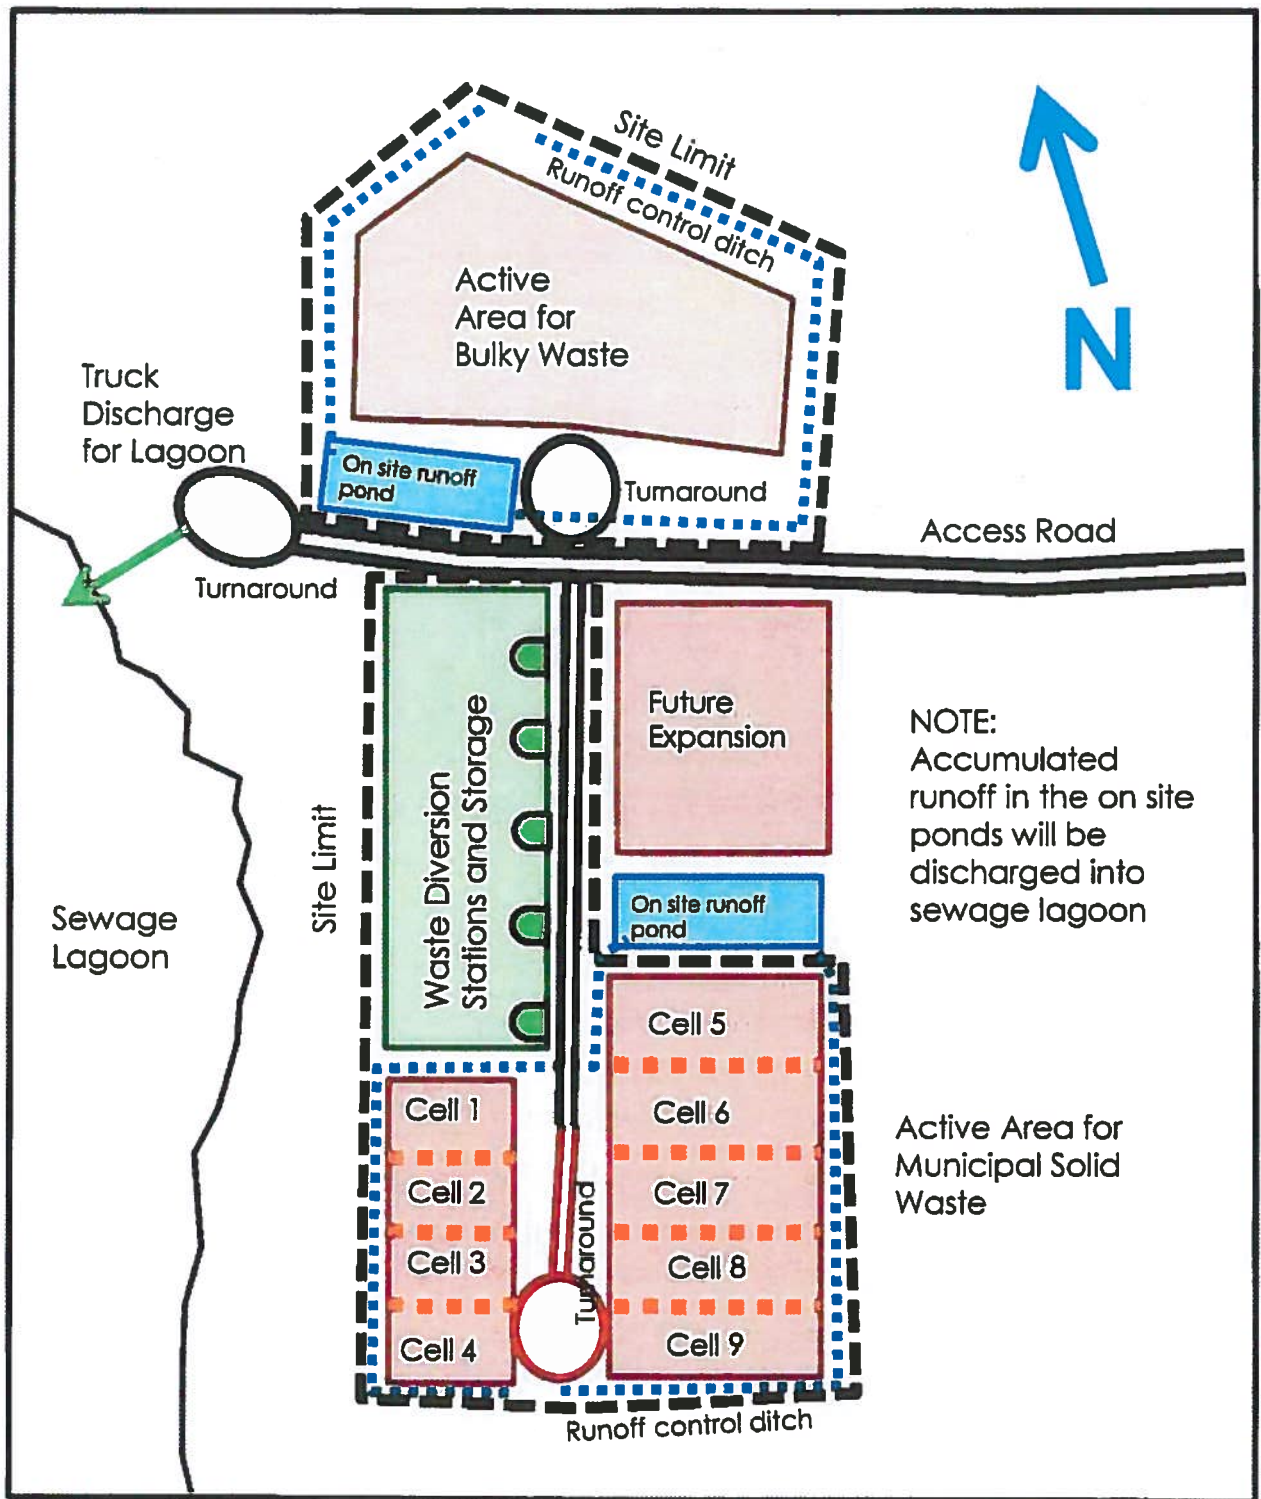 Site Limit
Runoff control ditch
Active
Area for
Bulky Waste
N
Truck
Discharge
for Lagoon
On site runoff
pond
Turnaround
Access Road
Turnaround
Future
Expansion
NOTE:
Accumulated
runoff in the on site
ponds will be
discharged into
sewage lagoon
Waste Diversion
Stations and Storage
Site Limit
Sewage
Lagoon
On site runoff
pond
Cell 5
Cell 1
Cell 6
Active Area for
Municipal Solid
Waste
Cell 2
Cell 7
Turnaround
Cell 3
Cell 8
Cell 4
Cell 9
Runoff control ditch